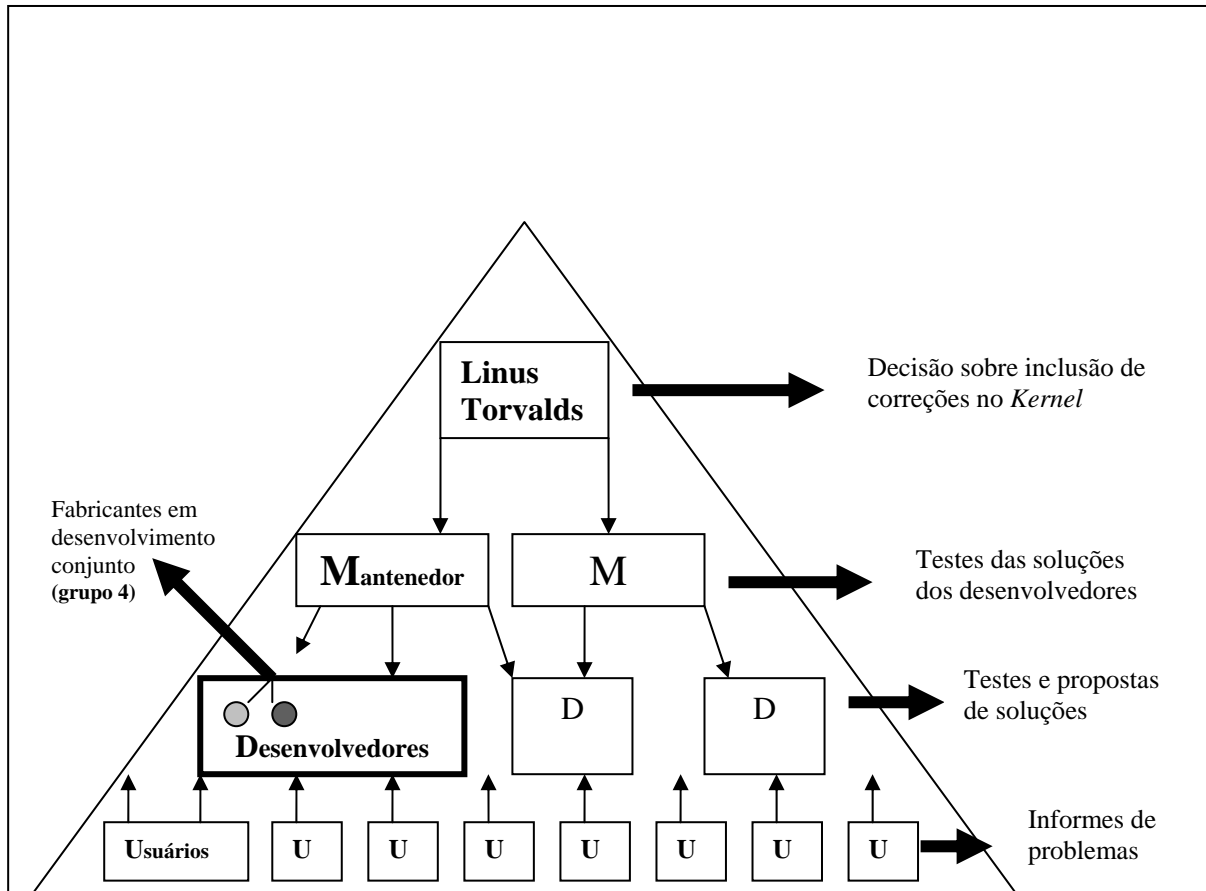 Linus
Torvalds
Decisão sobre inclusão de
correções no Kernel
Fabricantes em
desenvolvimento
conjunto
(grupo 4)
Mantenedor
M
Testes das soluções
dos desenvolvedores
Desenvolvedores
D
D
Testes e propostas
de soluções
Usuários
U
U
U
U
U
U
U
Informes de
problemas